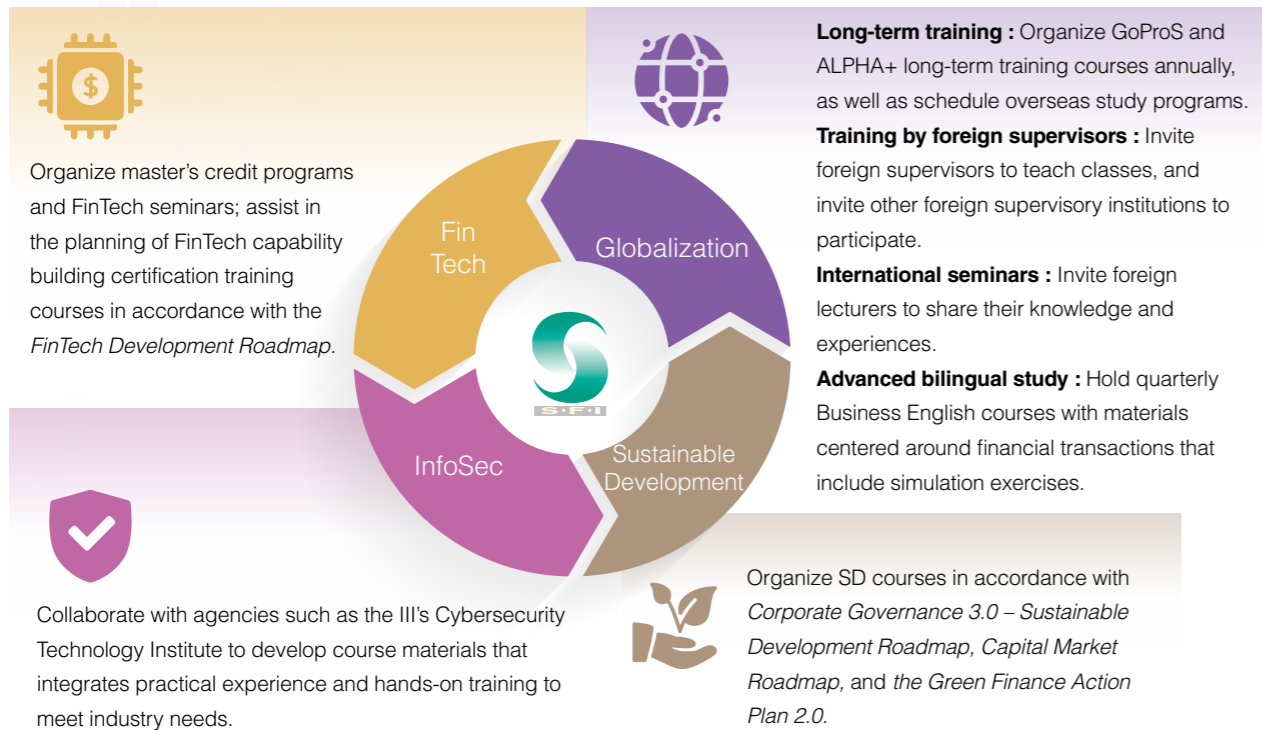 Organize master's credit programs
and FinTech seminars; assist in
the planning of FinTech capability
building certification training
courses in accordance with the
FinTech Development Roadmap.
Long-term training : Organize GoProS and
ALPHA+ long-term training courses annually,
as well as schedule overseas study programs.
Training by foreign supervisors : Invite
foreign supervisors to teach classes, and
invite other foreign supervisory institutions to
participate.
International seminars : Invite foreign
lecturers to share their knowledge and
experiences.
Advanced bilingual study : Hold quarterly
Business English courses with materials
centered around financial transactions that
include simulation exercises.
Fin
Tech
Globalization
S·F·I
InfoSec
Sustainable
Development
Collaborate with agencies such as the III's Cybersecurity
Technology Institute to develop course materials that
integrates practical experience and hands-on training to
meet industry needs.
Organize SD courses in accordance with
Corporate Governance 3.0 – Sustainable
Development Roadmap, Capital Market
Roadmap, and the Green Finance Action
Plan 2.0.
$